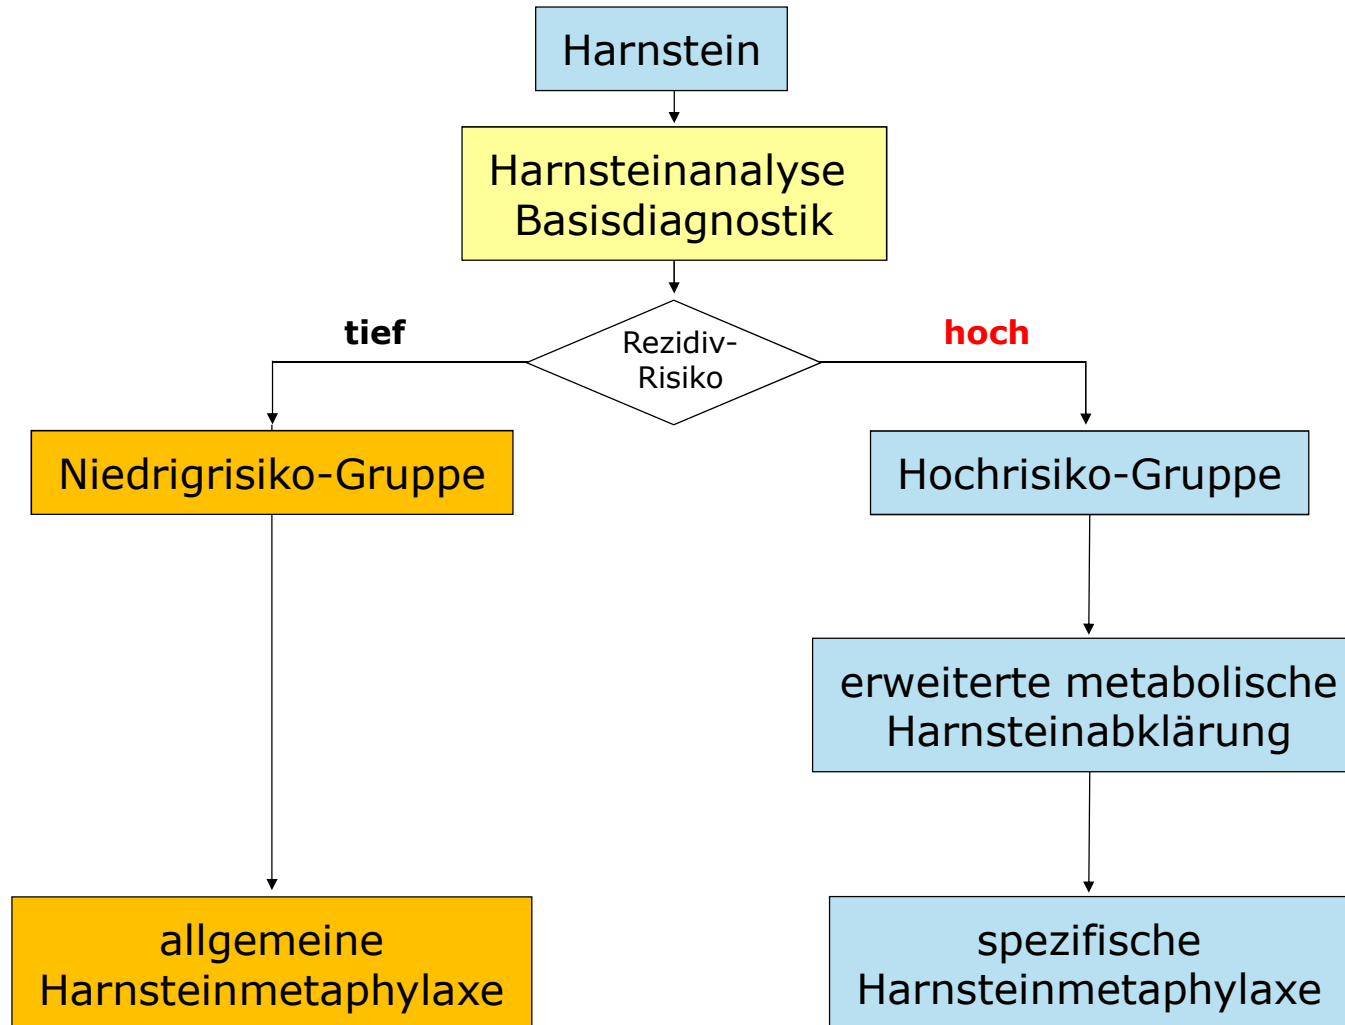 Harnstein
Harnsteinanalyse
Basisdiagnostik
tief
Rezidiv-
Risiko
hoch
Niedrigrisiko-Gruppe
Hochrisiko-Gruppe
erweiterte metabolische
Harnsteinabklärung
allgemeine
Harnsteinmetaphylaxe
spezifische
Harnsteinmetaphylaxe